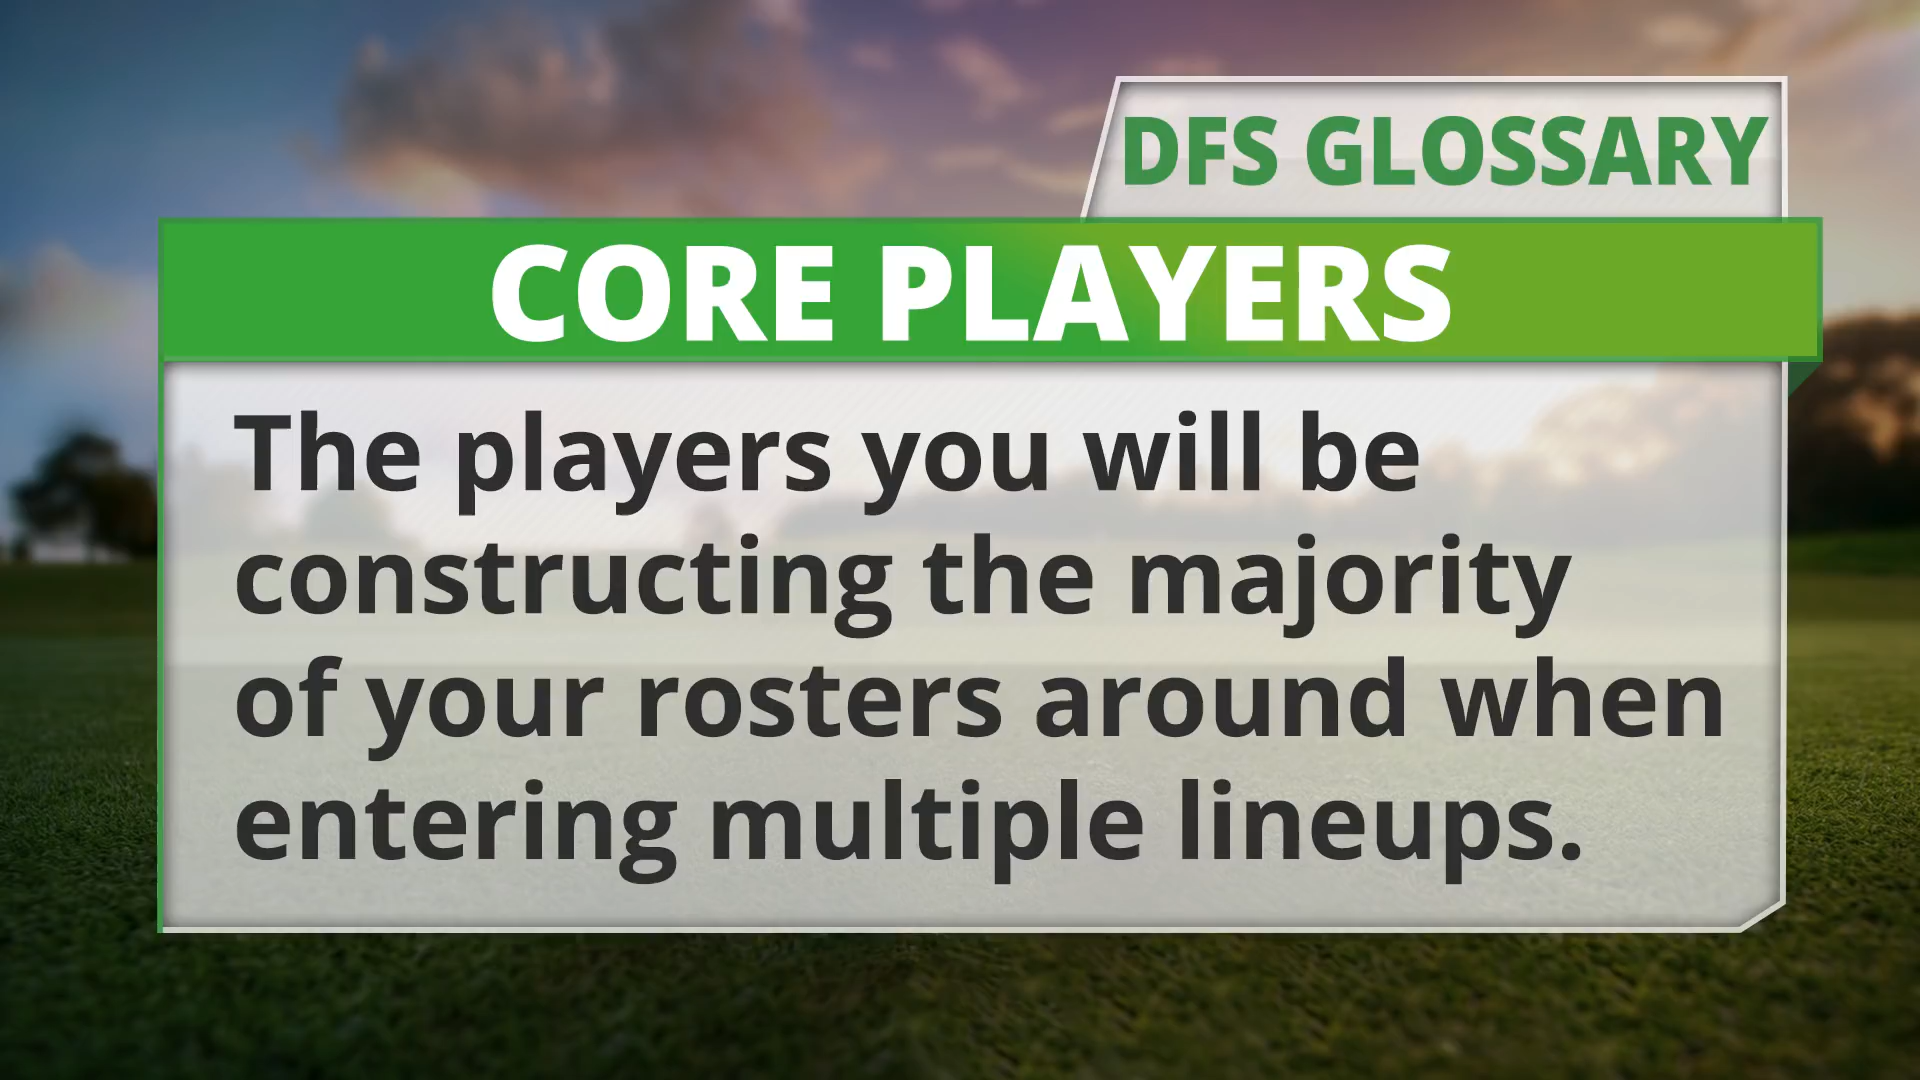 DFS GLOSSARY
CORE PLAYERS
The players you will be
constructing the majority
of your rosters around when
entering multiple lineups.